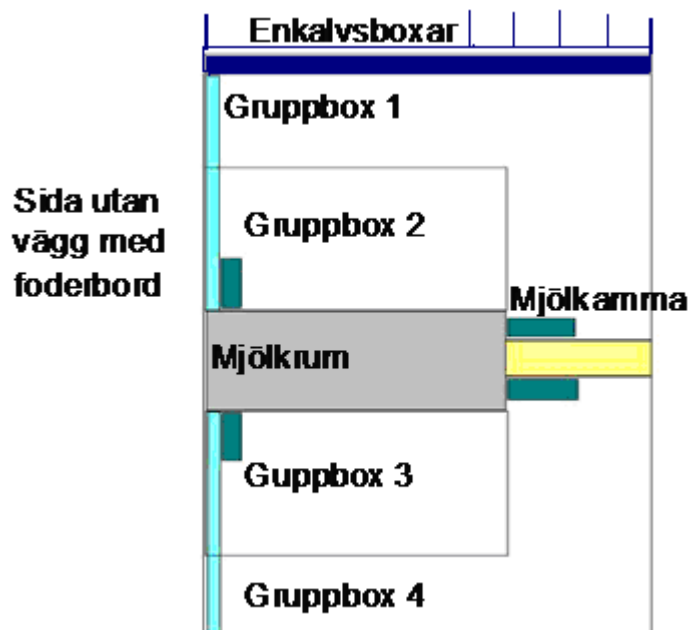 Enkalvsboxar
Gruppbox 1
Sida utan
vägg med
foderbord
Gruppbox 2
Mjölkamma
Mjölkrum
Guppbox 3
Gruppbox 4